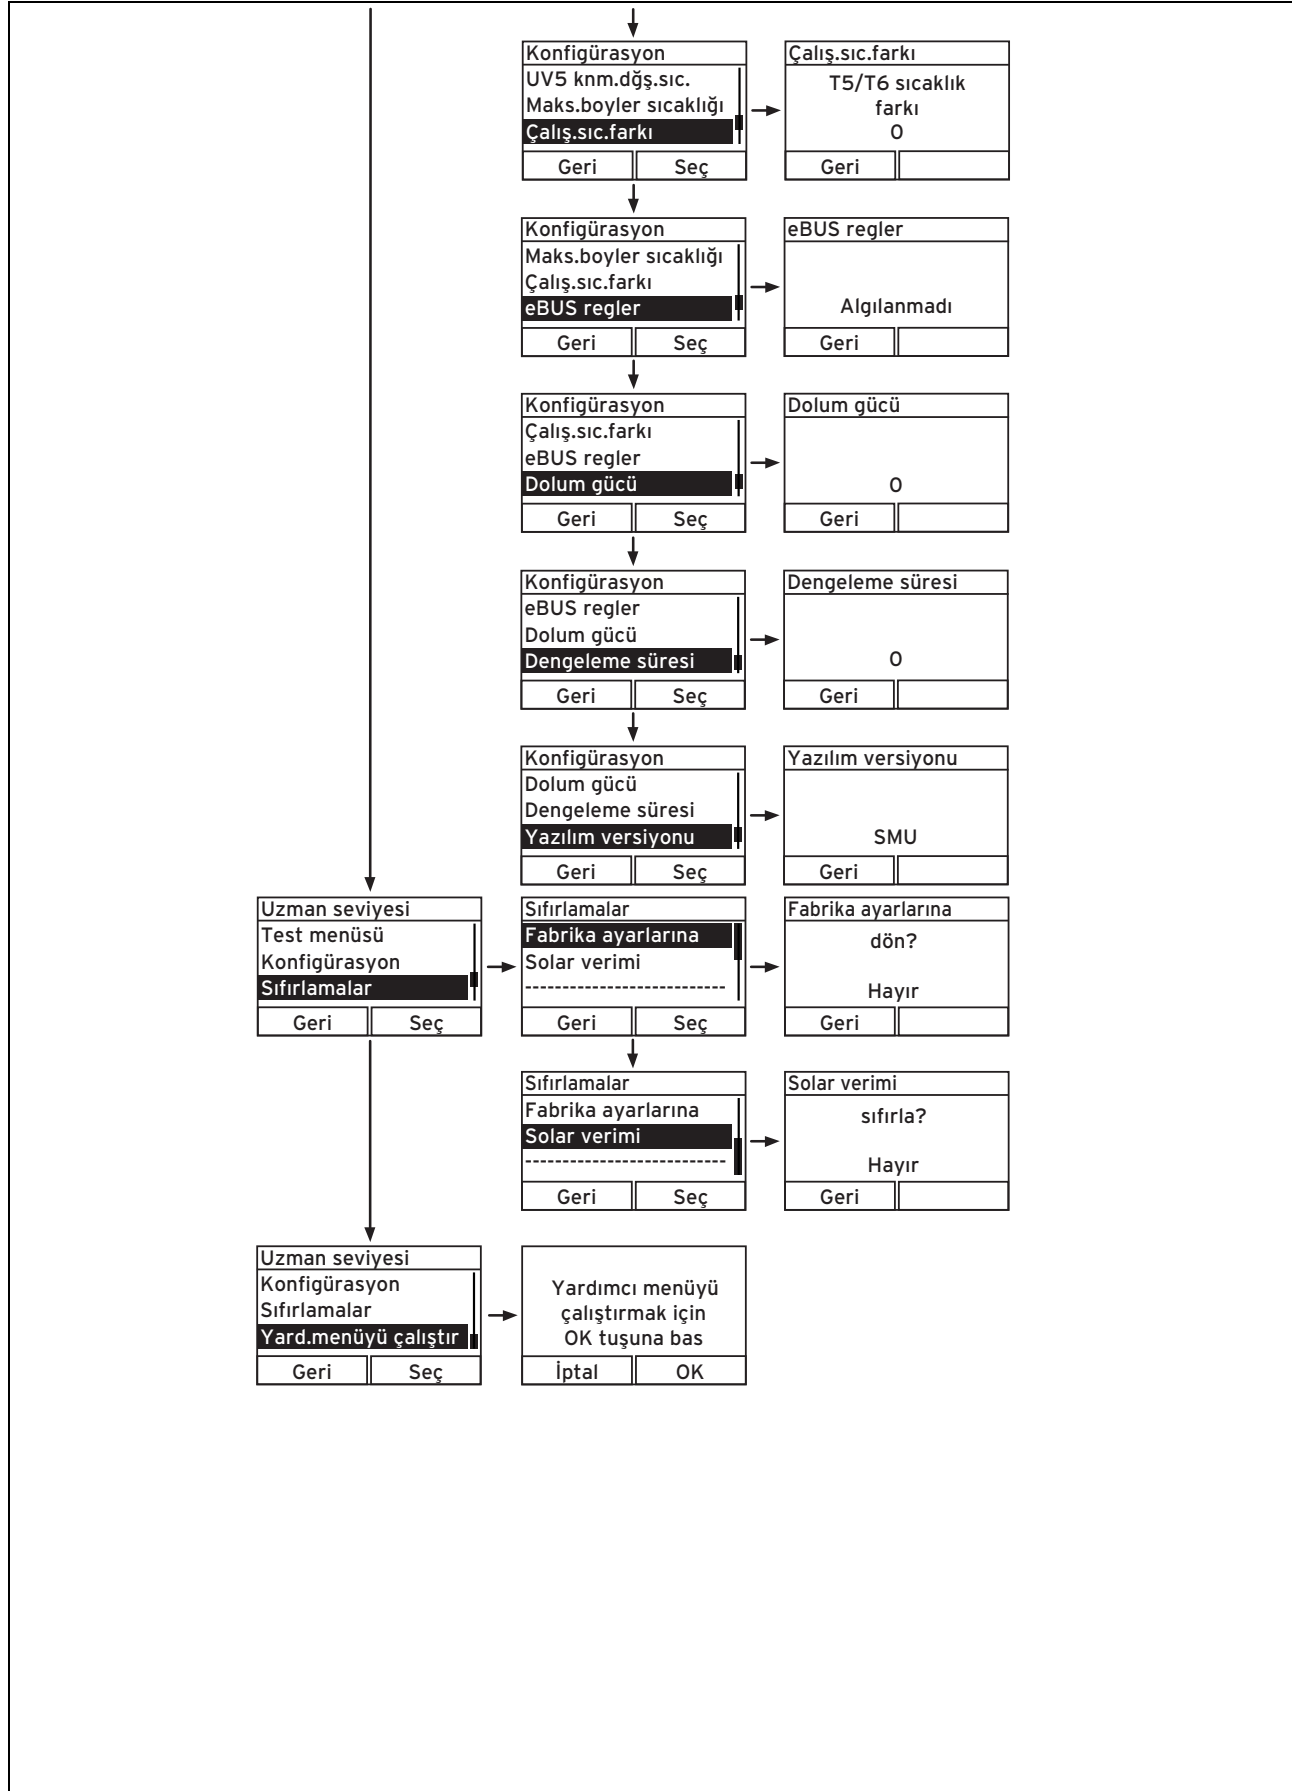 Konfigürasyon
UV5 knm.dğş.sıc.
Maks.boyler sıcaklığı
Çalış.sıc.farkı
Geri Seç
Çalış.sıc.farkı
T5/T6 sıcaklık
farkı
0
Geri
Konfigürasyon
Maks.boyler sıcaklığı
Çalış.sıc.farkı
eBUS regler
Geri Seç
eBUS regler
Algılanmadı
Geri
Konfigürasyon
Çalış.sıc.farkı
eBUS regler
Dolum gücü
Geri Seç
Dolum gücü
0
Geri
Konfigürasyon
eBUS regler
Dolum gücü
Dengeleme süresi
Geri Seç
Dengeleme süresi
0
Geri
Konfigürasyon
Dolum gücü
Dengeleme süresi
Yazılım versiyonu
Geri Seç
Yazılım versiyonu
SMU
Geri
Uzman seviyesi
Test menüsü
Konfigürasyon
Sıfırlamalar
Geri Seç
Sıfırlamalar
Fabrika ayarlarına
Solar verimi
--------------------------
Geri Seç
Fabrika ayarlarına
dön?
Hayır
Geri
Sıfırlamalar
Fabrika ayarlarına
Solar verimi
--------------------------
Geri Seç
Solar verimi
sıfırla?
Hayır
Geri
Uzman seviyesi
Konfigürasyon
Sıfırlamalar
Yard.menüyü çalıştır
Geri Seç
Yardımcı menüyü
çalıştırmak için
OK tuşuna bas
İptal OK